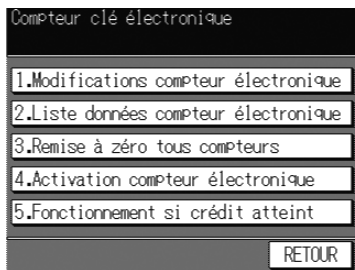 Compteur clé électronique
1.Modifications compteur électronique
2.Liste données compteur électronique
3.Remise à zéro tous compteurs
4.Activation compteur électronique
5.Fonctionnement si crédit atteint
RETOUR